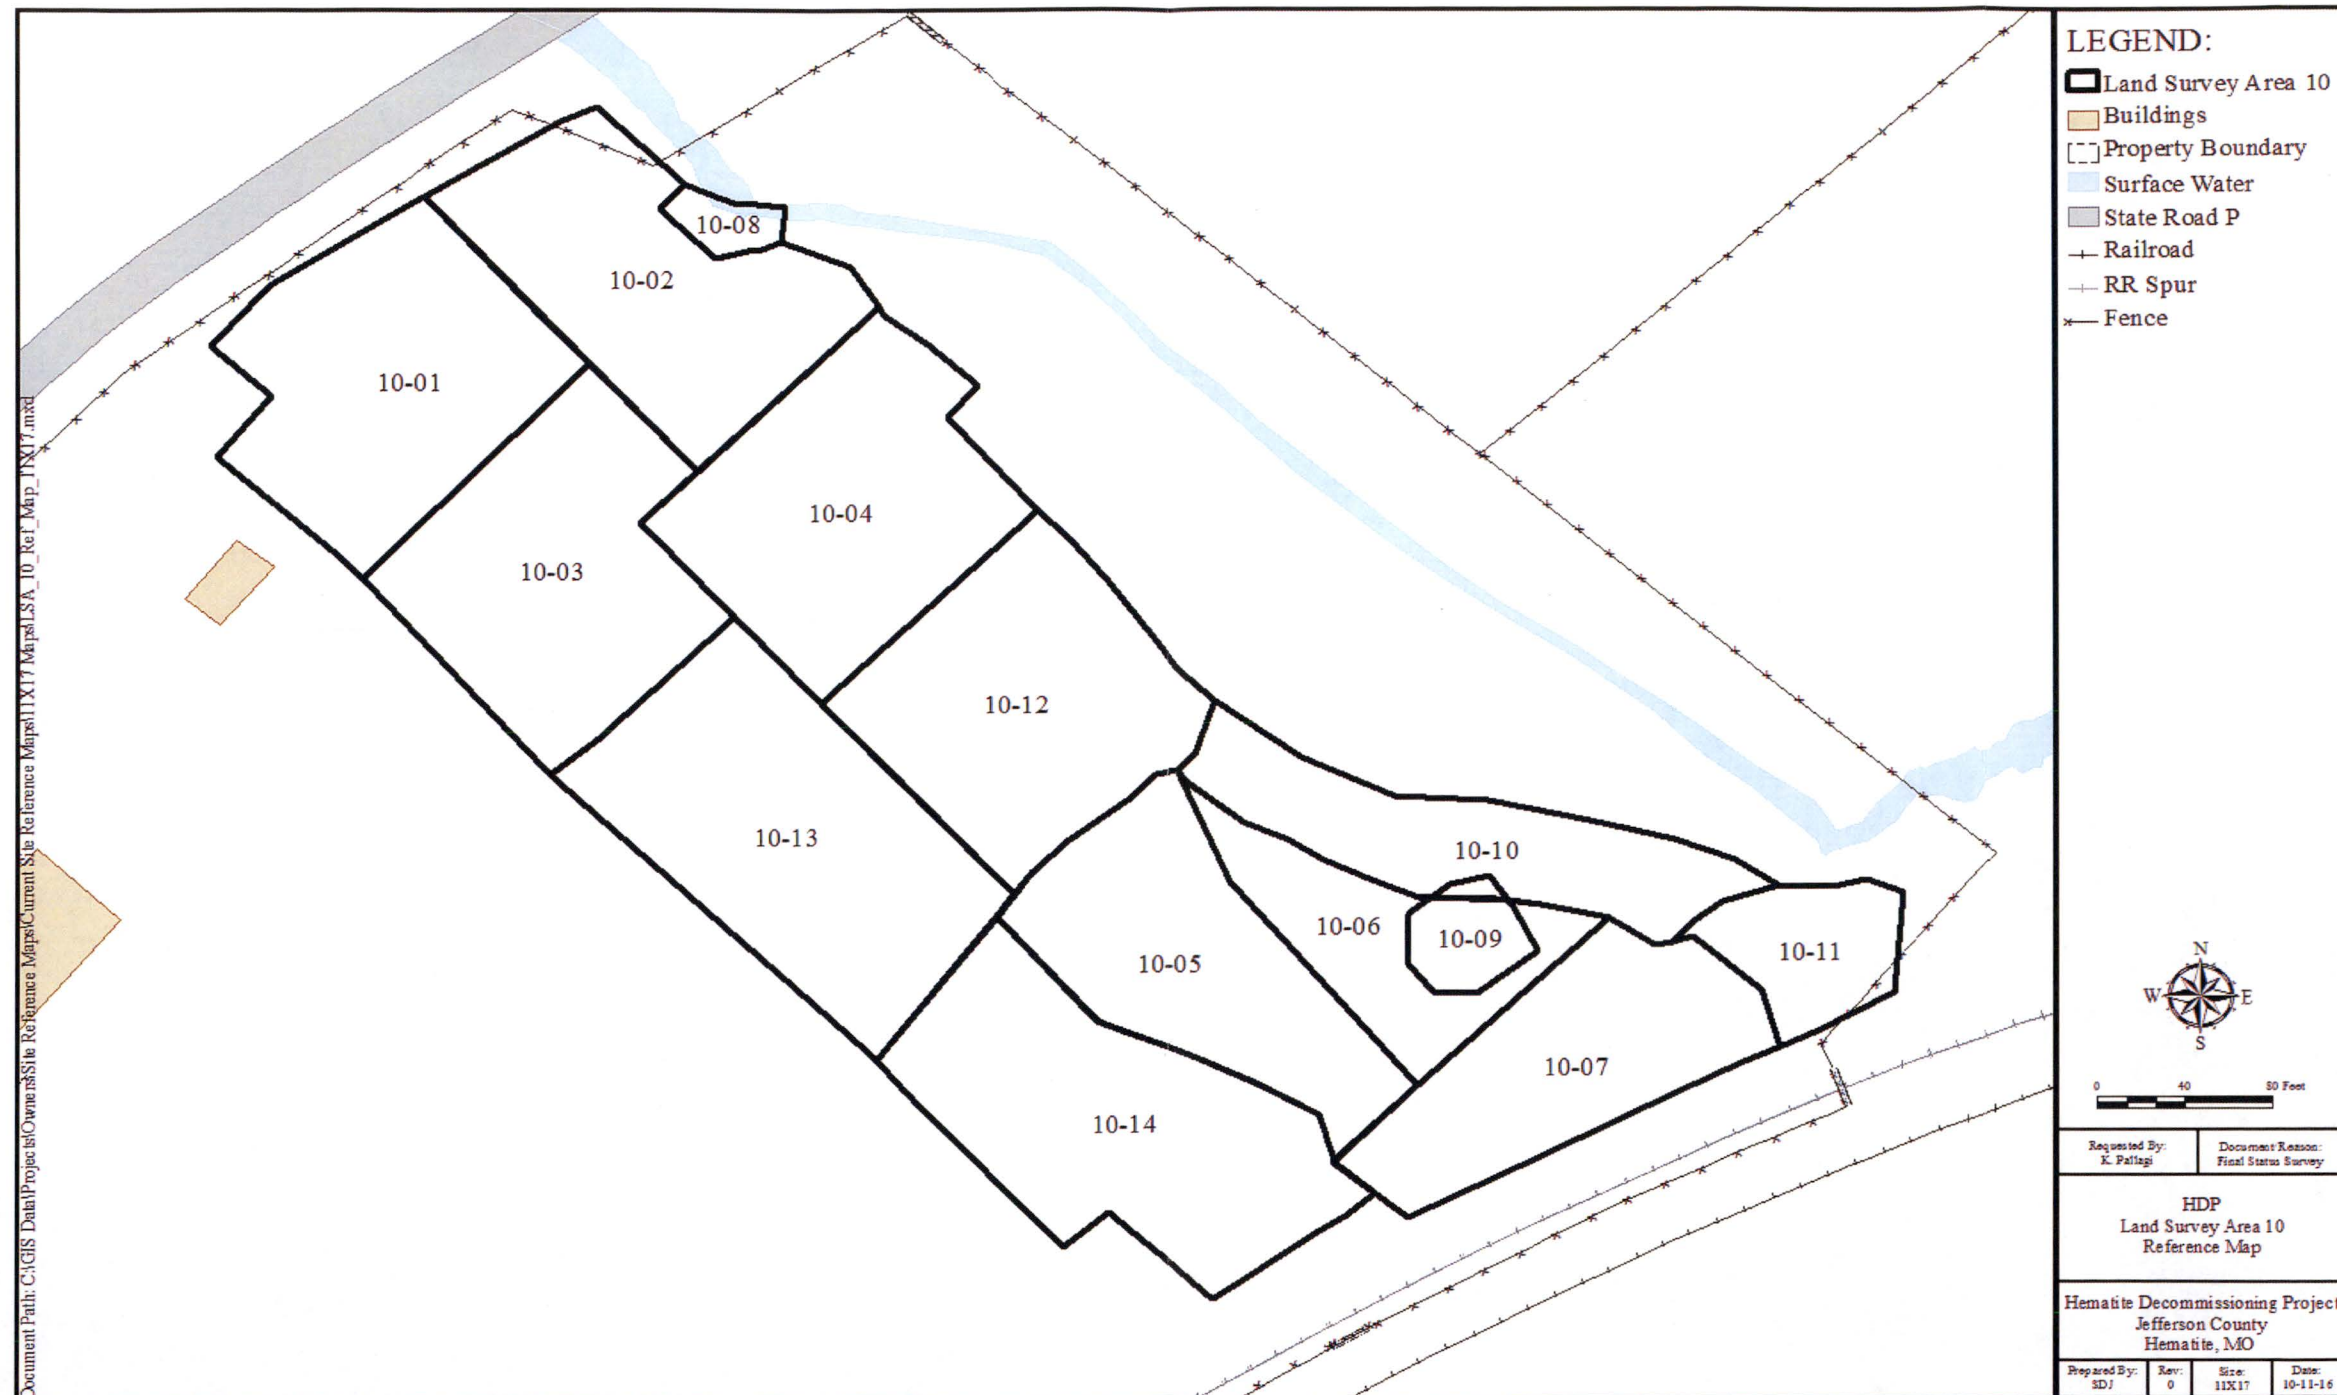 LEGEND:
Land Survey Area 10
Buildings
Property Boundary
Surface Water
State Road P
Railroad
RR Spur
Fence
10-08
10-02
10-01
10-04
10-03
10-12
10-13
10-10
10-06
10-09
10-11
10-05
10-07
10-14
N
W
E
S
0 40 80 Feet
Requested By:
K. Pallagi
Document Reason:
Final Status Survey
HDP
Land Survey Area 10
Reference Map
Hematite Decommissioning Project
Jefferson County
Hematite, MO
Prepared By:
SDJ
Rev:
0
Size:
11X17
Date:
10-11-16
Document Path: C:\GIS Data\Projects\Owners\Site Reference Maps\Current Site Reference Maps\11X17 Maps\LSA_10_Ref_Map_11X17.mxd